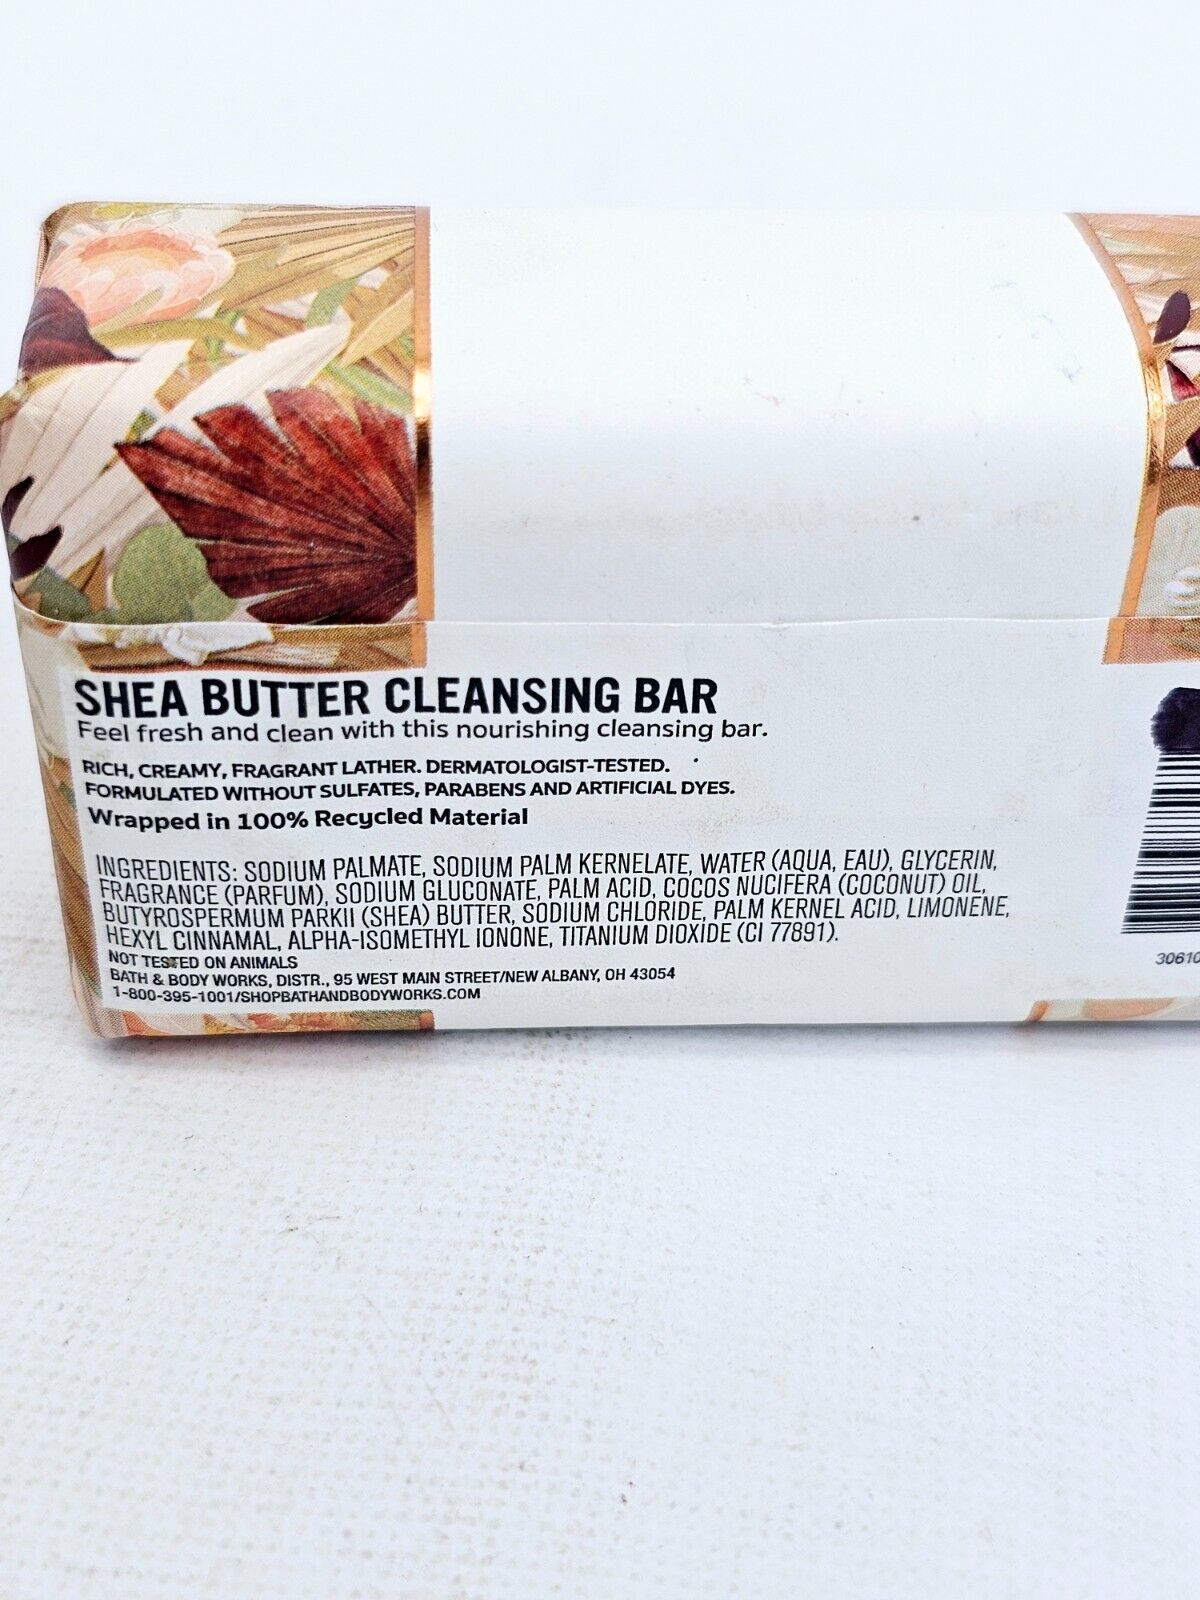 SHEA BUTTER CLEANSING BAR
Feel fresh and clean with this nourishing cleansing bar.
RICH, CREAMY, FRAGRANT LATHER. DERMATOLOGIST-TESTED.
FORMULATED WITHOUT SULFATES, PARABENS AND ARTIFICIAL DYES.
Wrapped in 100% Recycled Material
INGREDIENTS: SODIUM PALMATE, SODIUM PALM KERNELATE, WATER (AQUA, EAU), GLYCERIN,
FRAGRANCE (PARFUM), SODIUM GLUCONATE, PALM ACID, COCOS NUCIFERA (COCONUT) OIL,
BUTYROSPERMUM PARKII (SHEA) BUTTER, SODIUM CHLORIDE, PALM KERNEL ACID, LIMONENE,
HEXYL CINNAMAL, ALPHA-ISOMETHYL IONONE, TITANIUM DIOXIDE (CI 77891).
NOT TESTED ON ANIMALS
BATH & BODY WORKS, DISTR., 95 WEST MAIN STREET/NEW ALBANY, OH 43054
1-800-395-1001/SHOPBATHANDBODYWORKS.COM
30610